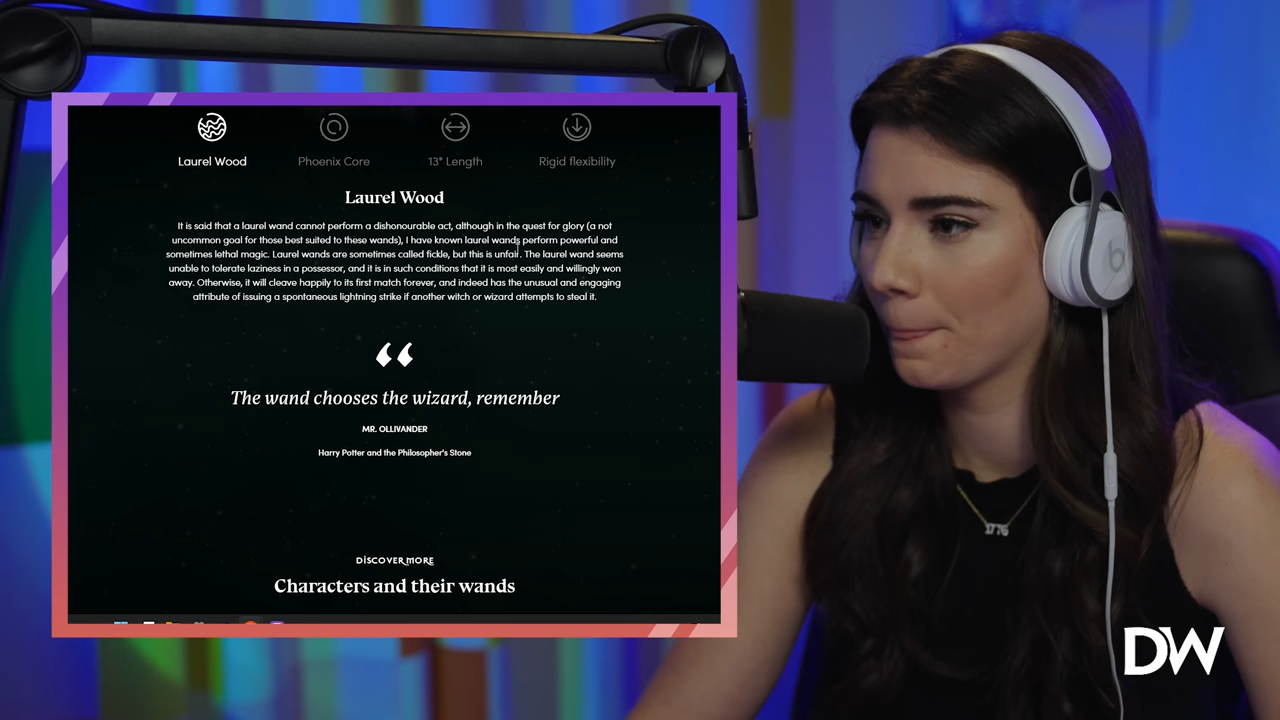 Laurel Wood
Phoenix Core
13" Length
Rigid flexibility
Laurel Wood
It is said that a laurel wand cannot perform a dishonourable act, although in the quest for glory (a not
uncommon goal for those best suited to these wands), I have known laurel wands perform powerful and
sometimes lethal magic. Laurel wands are sometimes called fickle, but this is unfair. The laurel wand seems
unable to tolerate laziness in a possessor, and it is in such conditions that it is most easily and willingly won
away. Otherwise, it will cleave happily to its first match forever, and indeed has the unusual and engaging
attribute of issuing a spontaneous lightning strike if another witch or wizard attempts to steal it.
“
The wand chooses the wizard, remember
MR. OLLIVANDER
Harry Potter and the Philosopher's Stone
DISCOVER MORE
Characters and their wands
b
1776
DW